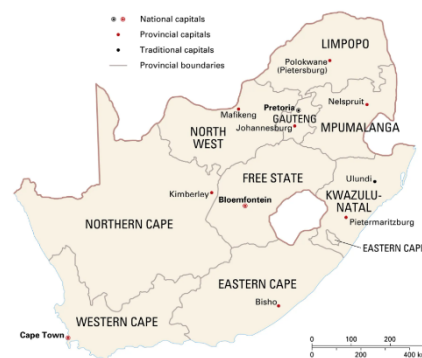 National capitals
Provincial capitals
Traditional capitals
Provincial boundaries
LIMPOPO
Polokwane
(Pietersburg)
Nelspruit
Pretoria
GAUTENG
Mafikeng
Johannesburg
MPUMALANGA
NORTH
WEST
FREE STATE
Ulundi
Kimberley
Bloemfontein
KWAZULU-
NATAL
Pietermaritzburg
NORTHERN CAPE
EASTERN CAPE
EASTERN CAPE
Bisho
WESTERN CAPE
Cape Town
0 100 200
0 200 400 k